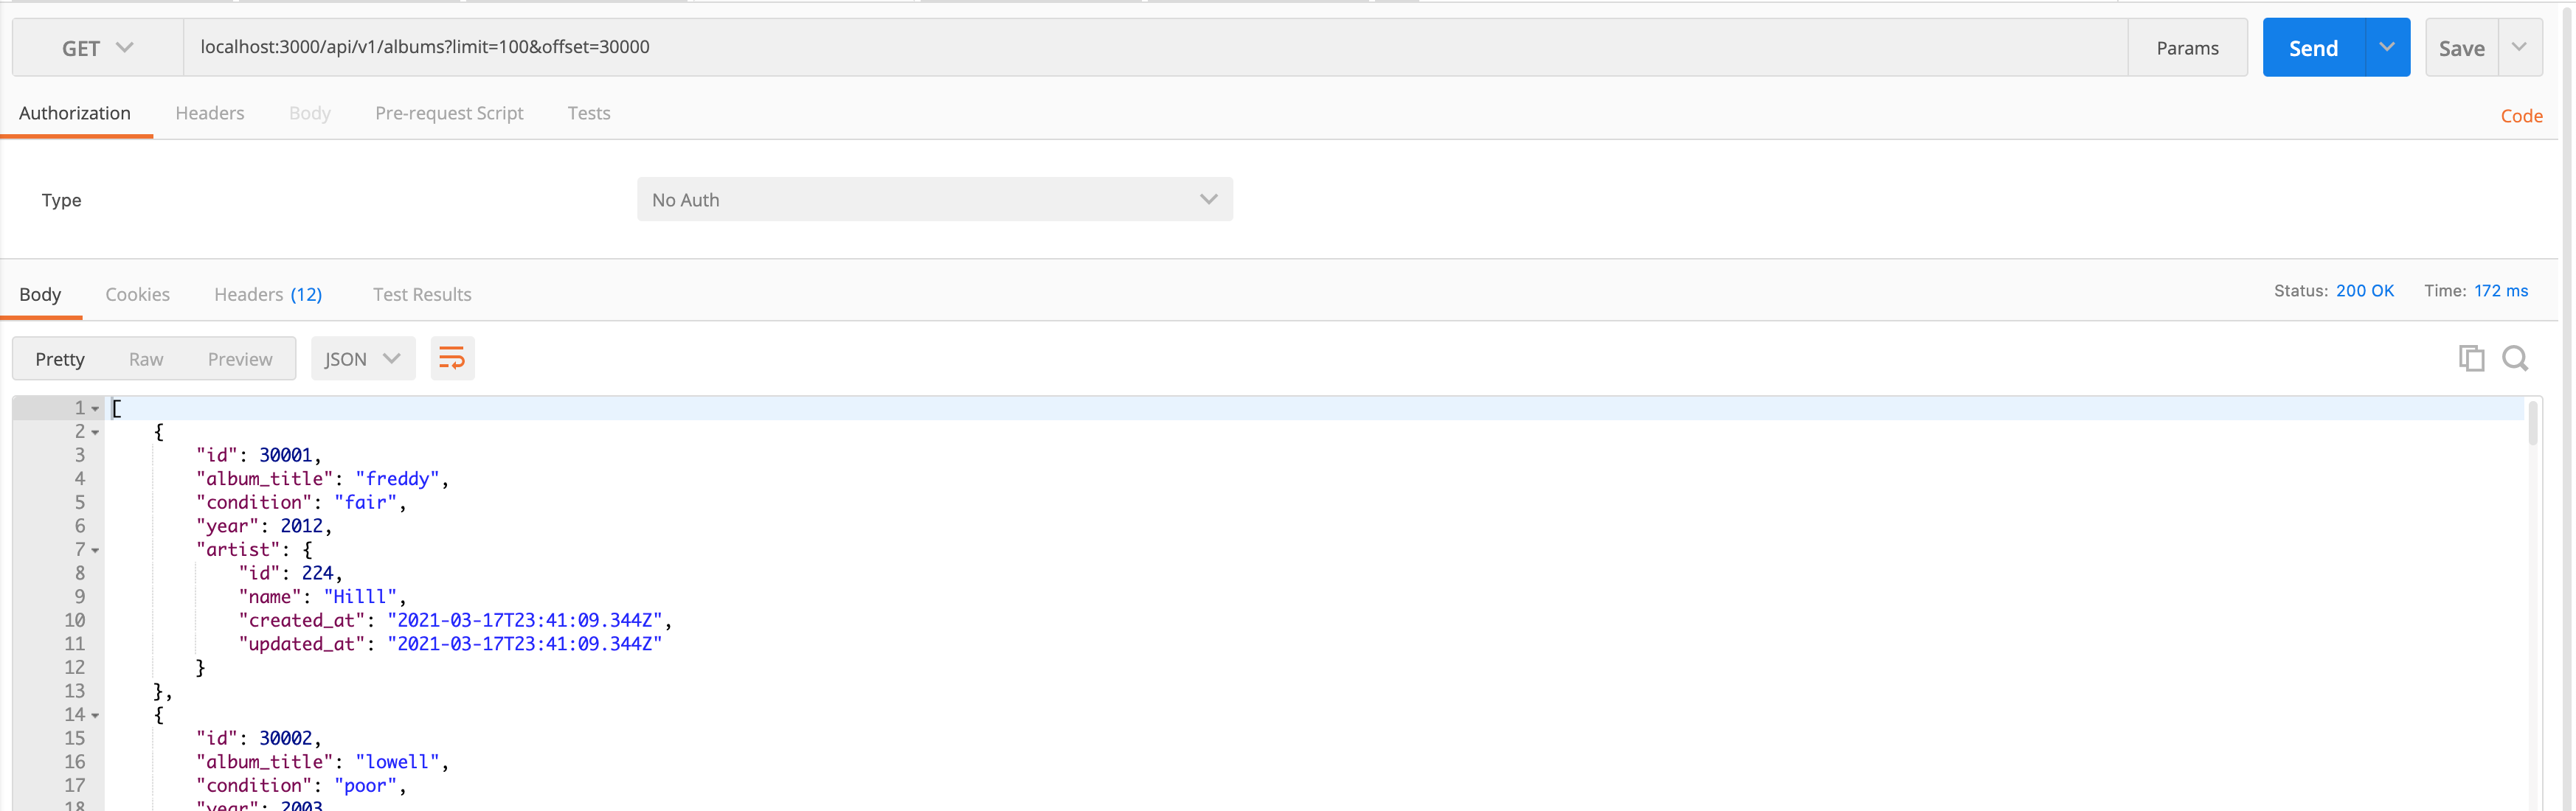 GET localhost:3000/api/v1/albums?limit=100&offset=30000 Params Send Save
Authorization Headers Body Pre-request Script Tests Code
Type No Auth
Body Cookies Headers (12) Test Results Status: 200 OK Time: 172 ms
Pretty Raw Preview JSON
1 [
2 {
3 "id": 30001,
4 "album_title": "freddy",
5 "condition": "fair",
6 "year": 2012,
7 "artist": {
8 "id": 224,
9 "name": "Hilll",
10 "created_at": "2021-03-17T23:41:09.344Z",
11 "updated_at": "2021-03-17T23:41:09.344Z"
12 }
13 },
14 {
15 "id": 30002,
16 "album_title": "lowell",
17 "condition": "poor",
18 "year": 2003,